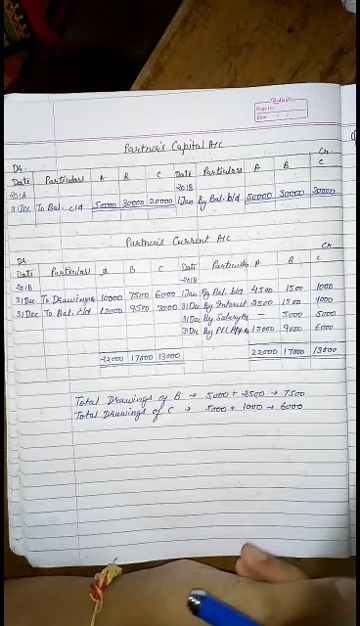 Page No.
Date
Partner's Capital A/c
Dr. Cr.
Date Particulars A B C Date Particulars A B C
2018 2018
31 Dec To Bal. c/d 50000 30000 20000 1 Jan By Bal. b/d. 50000 30000 20000
Partner's Current A/c
Dr Cr
Date Particulars A B C Date Particulars A B C
2018 2018
31 Dec To Drawings 10000 7500 6000 1 Jan By Bal. b/d 4500 1500 1000
31 Dec To Bal. c/d 12000 9500 7000 31 Dec By Interest 2500 1500 1000
31 Dec By Salary — 5000 5000
31 Dec By P/L App 15000 9000 6000
22000 17000 13000 22000 17000 13000
Total Drawings of B → 5000 + 2500 → 7500
Total Drawings of C → 5000 + 1000 → 6000